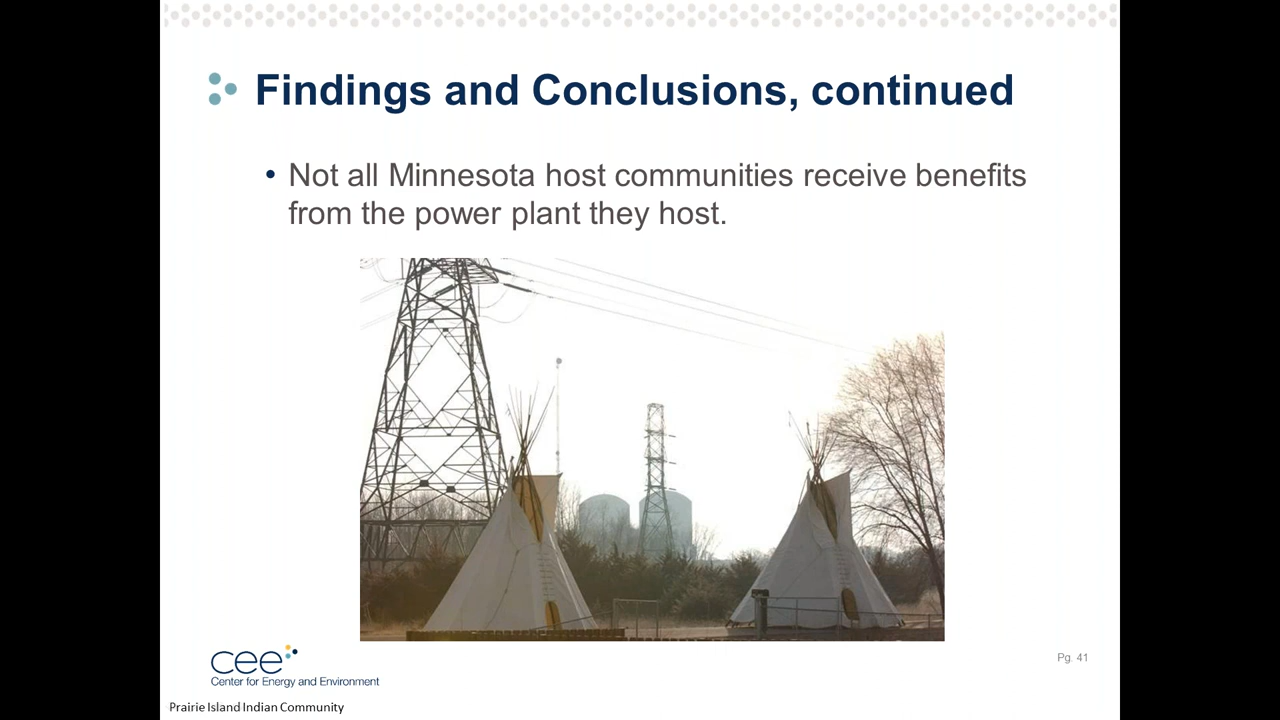 Findings and Conclusions, continued
• Not all Minnesota host communities receive benefits
from the power plant they host.
cee
Center for Energy and Environment
Pg. 41
Prairie Island Indian Community